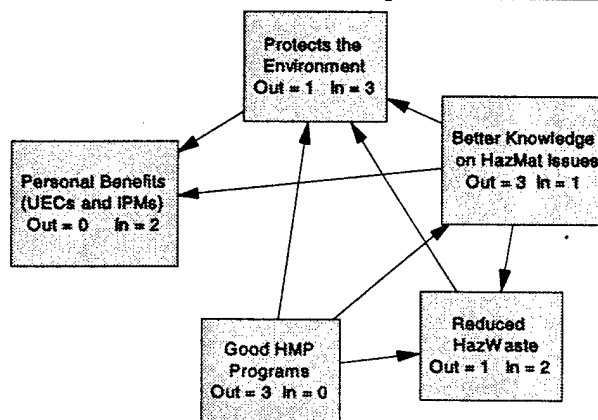 Protects the
Environment
Out = 1 In = 3
Better Knowledge
on HazMat Issues
Out = 3 In = 1
Personal Benefits
(UECs and IPMs)
Out = 0 In = 2
Good HMP
Programs
Out = 3 In = 0
Reduced
HazWaste
Out = 1 In = 2